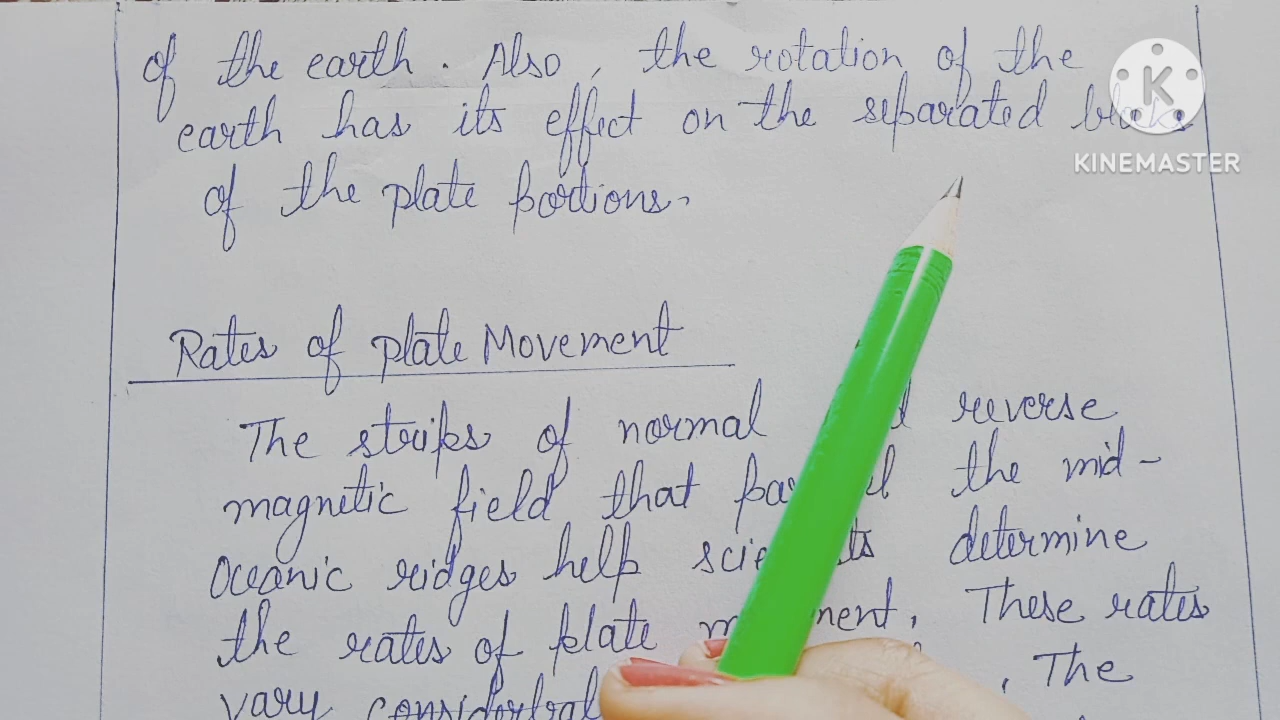 of the earth. Also, the rotation of the
earth has its effect on the separated
of the plate portions.
Rates of plate Movement
The strips of normal reverse
magnetic field that the mid-
Oceanic ridges help determine
the rates of plate These rates
vary The
K
KINEMASTER